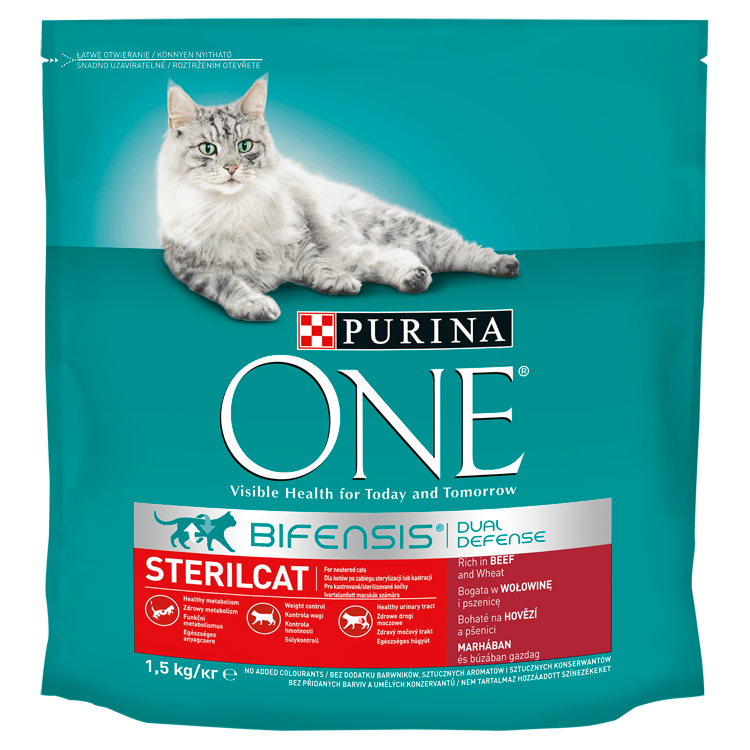 ŁATWE OTWIERANIE / KÖNNYEN NYITHATÓ
SNADNO UZAVÍRATELNÉ / ROZTRŽENÍM OTEVŘETE
PURINA
ONE®
Visible Health for Today and Tomorrow
BIFENSIS® DUAL
DEFENSE
STERILCAT
For neutered cats
Dla kotów po zabiegu sterylizacji lub kastracji
Pro kastrované/sterilizované kočky
Ivartalanított macskák számára
Healthy metabolism
Zdrowy metabolizm
Funkční
metabolismus
Egészséges
anyagcsere
Weight control
Kontrola wagi
Kontrola
hmotnosti
Súlykontroll
Healthy urinary tract
Zdrowe drogi
moczowe
Zdravý močový trakt
Egészséges húgyút
Rich in BEEF
and Wheat
Bogata w WOŁOWINĘ
i pszenicę
Bohaté na HOVĚZÍ
a pšenici
MARHÁBAN
és búzában gazdag
1,5 kg/кг ℮
NO ADDED COLOURANTS / BEZ DODATKU BARWNIKÓW, SZTUCZNYCH AROMATÓW I SZTUCZNYCH KONSERWANTÓW
BEZ PŘIDANÝCH BARVIV A UMĚLÝCH KONZERVANTŮ / NEM TARTALMAZ HOZZÁADOTT SZÍNEZÉKEKET